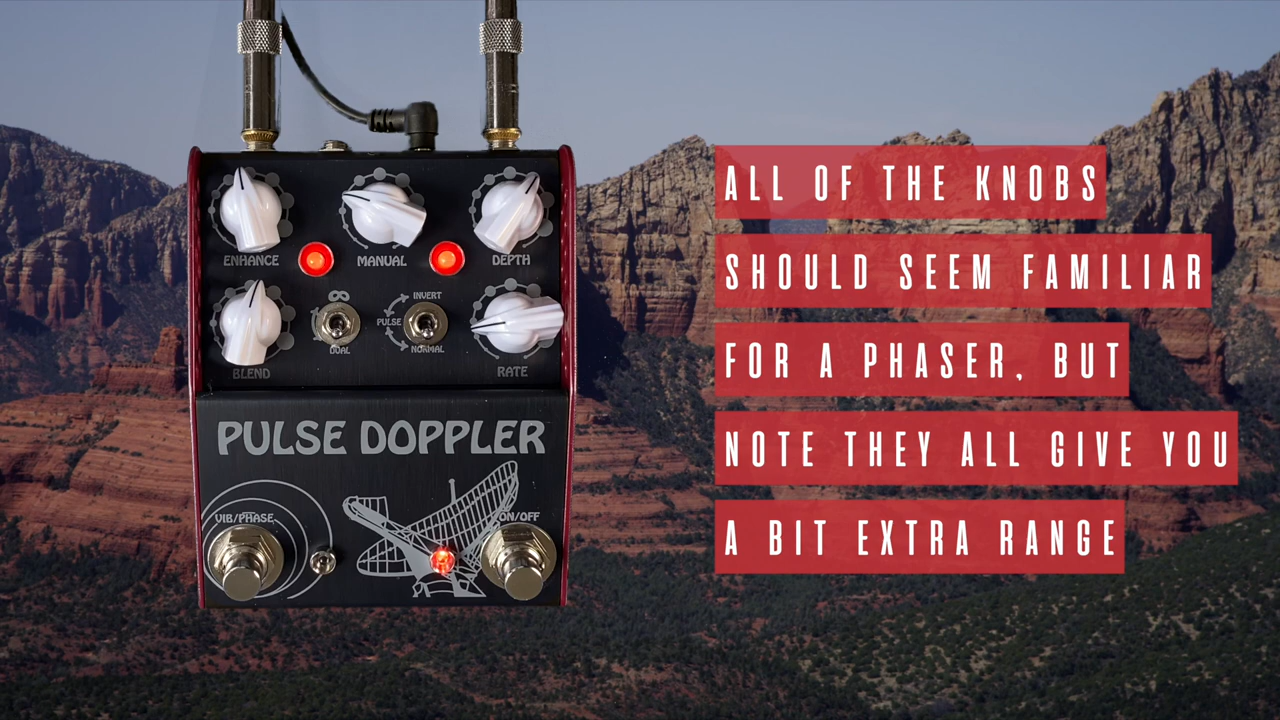 ENHANCE
MANUAL
DEPTH
∞
DUAL
INVERT
PULSE
NORMAL
BLEND
RATE
PULSE DOPPLER
VIB/PHASE
ON/OFF
ALL OF THE KNOBS
SHOULD SEEM FAMILIAR
FOR A PHASER, BUT
NOTE THEY ALL GIVE YOU
A BIT EXTRA RANGE